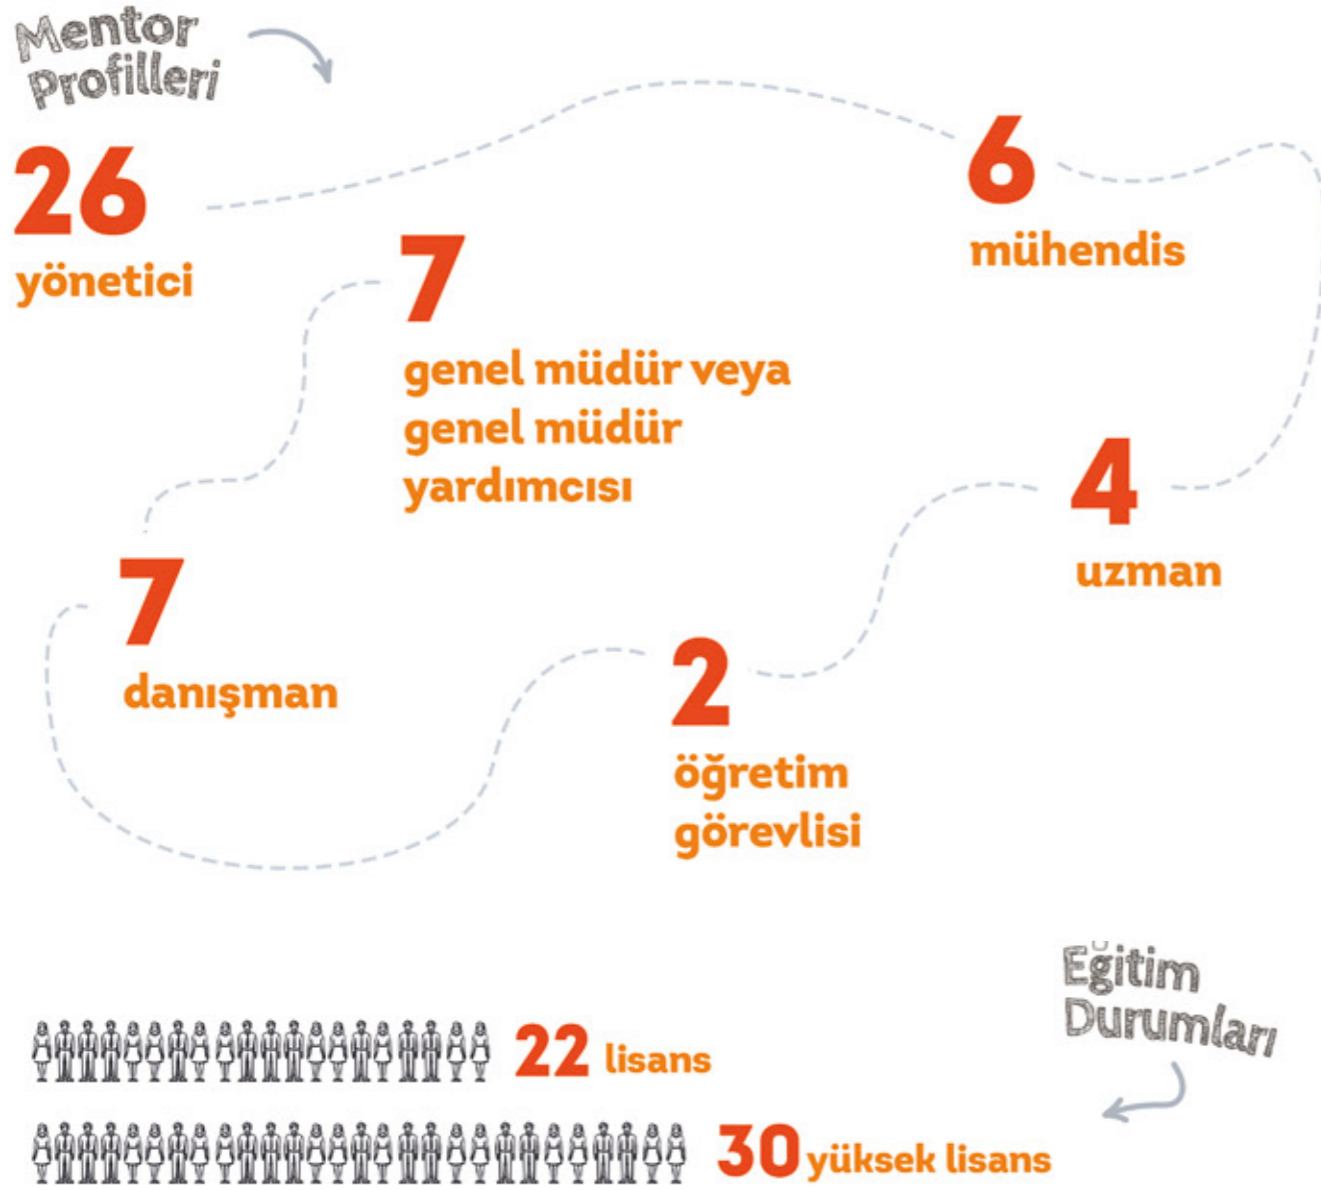 Mentor
Profilleri
26
yönetici
6
mühendis
7
genel müdür veya
genel müdür
yardımcısı
4
uzman
7
danışman
2
öğretim
görevlisi
Eğitim
Durumları
22 lisans
30 yüksek lisans